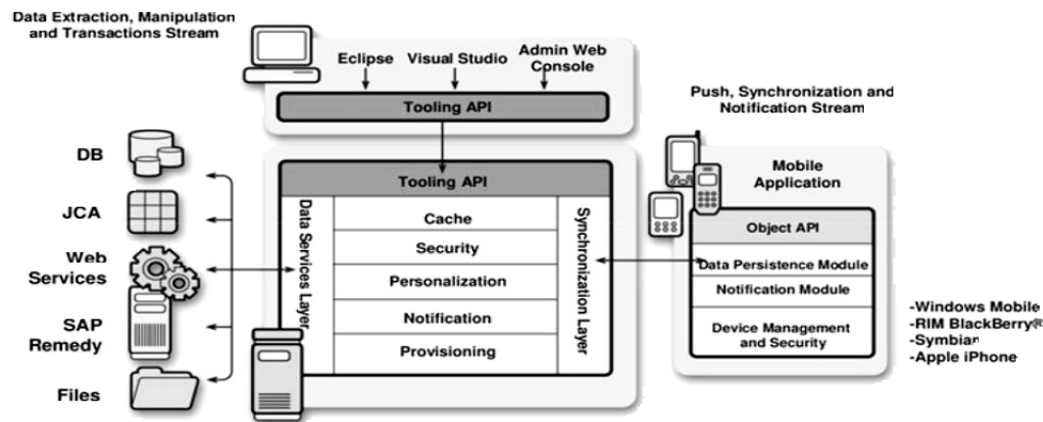 Data Extraction, Manipulation
and Transactions Stream
Eclipse
Visual Studio
Admin Web
Console
Tooling API
Push, Synchronization and
Notification Stream
DB
JCA
Web
Services
SAP
Remedy
Files
Tooling API
Data Services Layer
Cache
Security
Personalization
Notification
Provisioning
Synchronization Layer
Mobile
Application
Object API
Data Persistence Module
Notification Module
Device Management
and Security
-Windows Mobile
-RIM BlackBerry®
-Symbian
-Apple iPhone